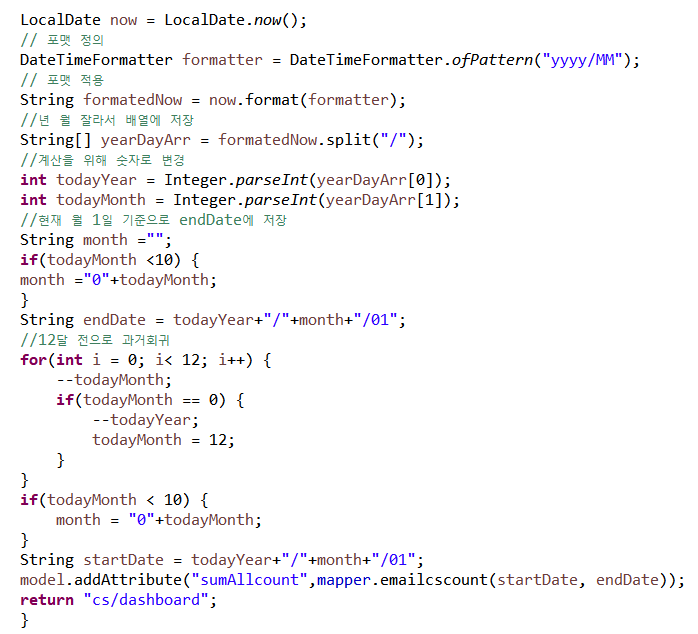 LocalDate now = LocalDate.now();
// 포맷 정의
DateTimeFormatter formatter = DateTimeFormatter.ofPattern("yyyy/MM");
// 포맷 적용
String formatedNow = now.format(formatter);
//년 월 잘라서 배열에 저장
String[] yearDayArr = formatedNow.split("/");
//계산을 위해 숫자로 변경
int todayYear = Integer.parseInt(yearDayArr[0]);
int todayMonth = Integer.parseInt(yearDayArr[1]);
//현재 월 1일 기준으로 endDate에 저장
String month ="";
if(todayMonth <10) {
month ="0"+todayMonth;
}
String endDate = todayYear+"/"+month+"/01";
//12달 전으로 과거회귀
for(int i = 0; i< 12; i++) {
    --todayMonth;
    if(todayMonth == 0) {
        --todayYear;
        todayMonth = 12;
    }
}
if(todayMonth < 10) {
    month = "0"+todayMonth;
}
String startDate = todayYear+"/"+month+"/01";
model.addAttribute("sumAllcount",mapper.emailcscount(startDate, endDate));
return "cs/dashboard";
}